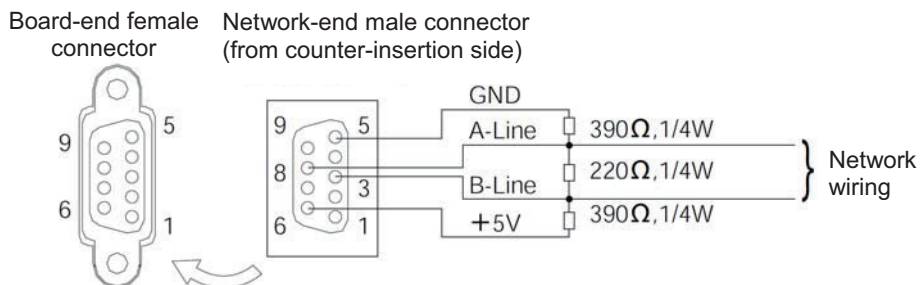 Board-end female
connector
Network-end male connector
(from counter-insertion side)
9
5
6
1
9
5
8
3
6
1
GND
A-Line
B-Line
+5V
390Ω,1/4W
220Ω,1/4W
390Ω,1/4W
Network
wiring